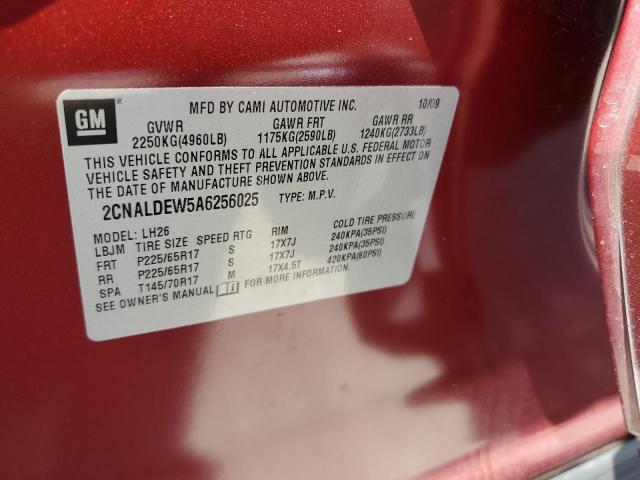 GM
MFD BY CAMI AUTOMOTIVE INC. 10/09
GVWR GAWR FRT GAWR RR
2250KG(4960LB) 1175KG(2590LB) 1240KG(2733LB)
THIS VEHICLE CONFORMS TO ALL APPLICABLE U.S. FEDERAL MOTOR
VEHICLE SAFETY AND THEFT PREVENTION STANDARDS IN EFFECT ON
THE DATE OF MANUFACTURE SHOWN ABOVE.
2CNALDEW5A6256025 TYPE: M.P.V.
MODEL: LH26
LBJM TIRE SIZE SPEED RTG RIM COLD TIRE PRESSURE
FRT P225/65R17 S 17X7J 240KPA(35PSI)
RR P225/65R17 S 17X7J 240KPA(35PSI)
SPA T145/70R17 M 17X4.5T 420KPA(60PSI)
SEE OWNER'S MANUAL FOR MORE INFORMATION.